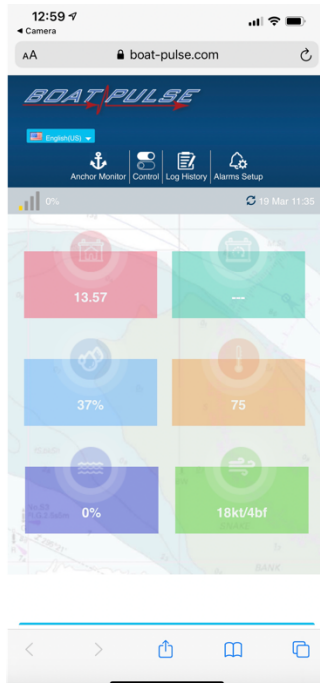 12:59
◀ Camera
AA boat-pulse.com
BOAT PULSE
English(US)
Anchor Monitor Control Log History Alarms Setup
0% 19 Mar 11:35
13.57 ---
37% 75
0% 18kt/4bf
BANK